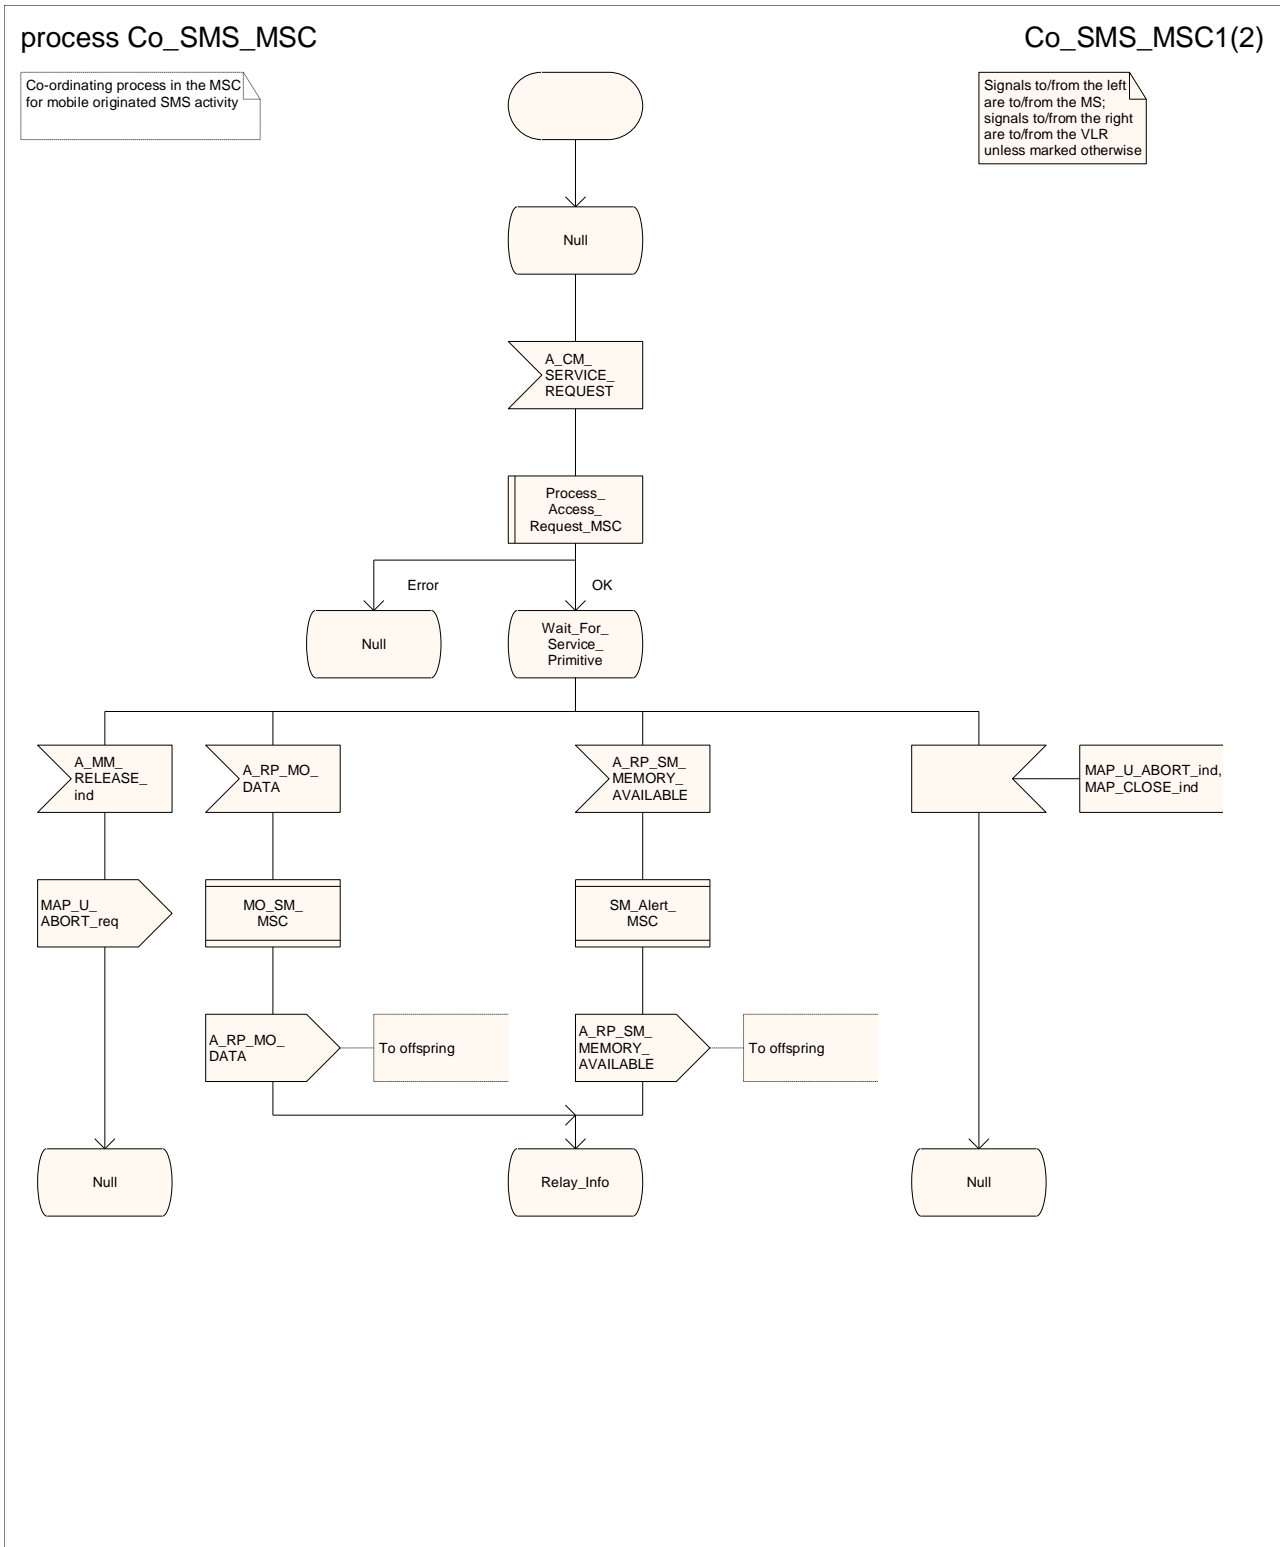 process Co_SMS_MSC
Co_SMS_MSC1(2)
Co-ordinating process in the MSC
for mobile originated SMS activity
Signals to/from the left
are to/from the MS;
signals to/from the right
are to/from the VLR
unless marked otherwise
Null
A_CM_
SERVICE_
REQUEST
Process_
Access_
Request_MSC
Error
OK
Null
Wait_For_
Service_
Primitive
A_MM_
RELEASE_
ind
A_RP_MO_
DATA
A_RP_SM_
MEMORY_
AVAILABLE
MAP_U_ABORT_ind,
MAP_CLOSE_ind
MAP_U_
ABORT_req
MO_SM_
MSC
SM_Alert_
MSC
A_RP_MO_
DATA
To offspring
A_RP_SM_
MEMORY_
AVAILABLE
To offspring
Null
Relay_Info
Null